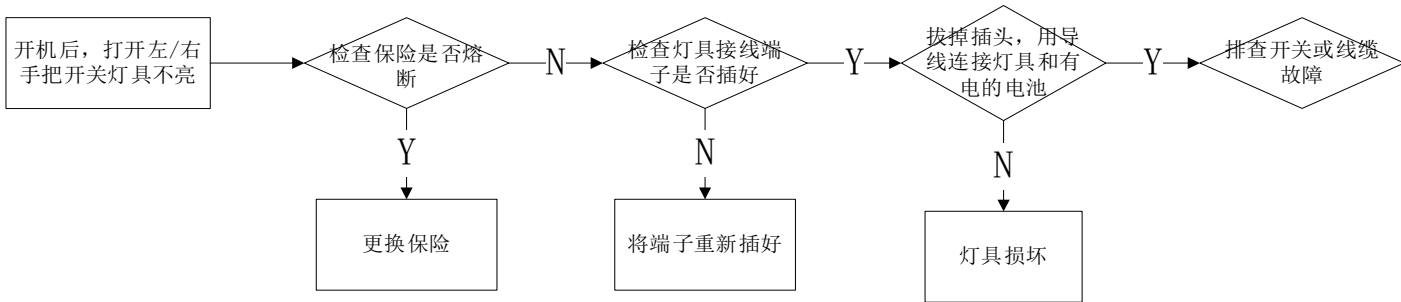 开机后，打开左/右
手把开关灯具不亮
检查保险是否熔
断
N
检查灯具接线端
子是否插好
Y
拔掉插头，用导
线连接灯具和有
电的电池
Y
排查开关或线缆
故障
Y
N
N
更换保险
将端子重新插好
灯具损坏